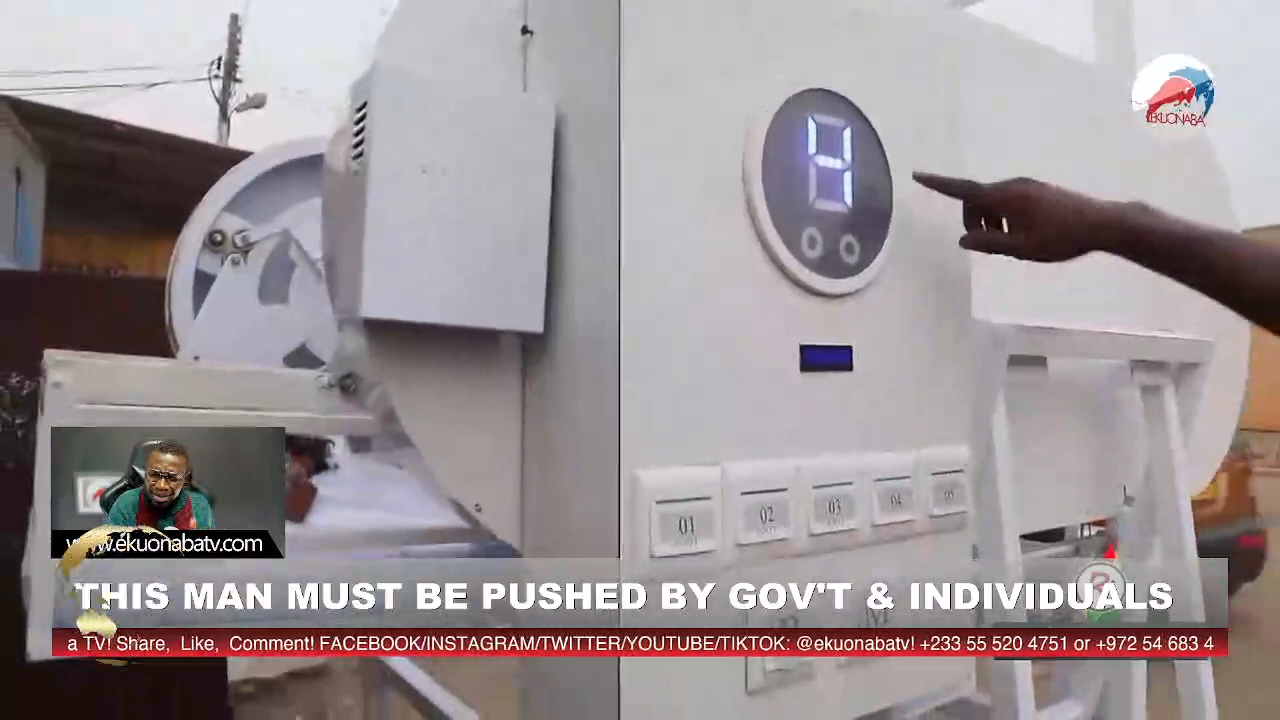 EKUONABA
01
02
03
04
05
www.ekuonabatv.com
THIS MAN MUST BE PUSHED BY GOV'T & INDIVIDUALS
a TV! Share, Like, Comment! FACEBOOK/INSTAGRAM/TWITTER/YOUTUBE/TIKTOK: @ekuonabatv! +233 55 520 4751 or +972 54 683 4